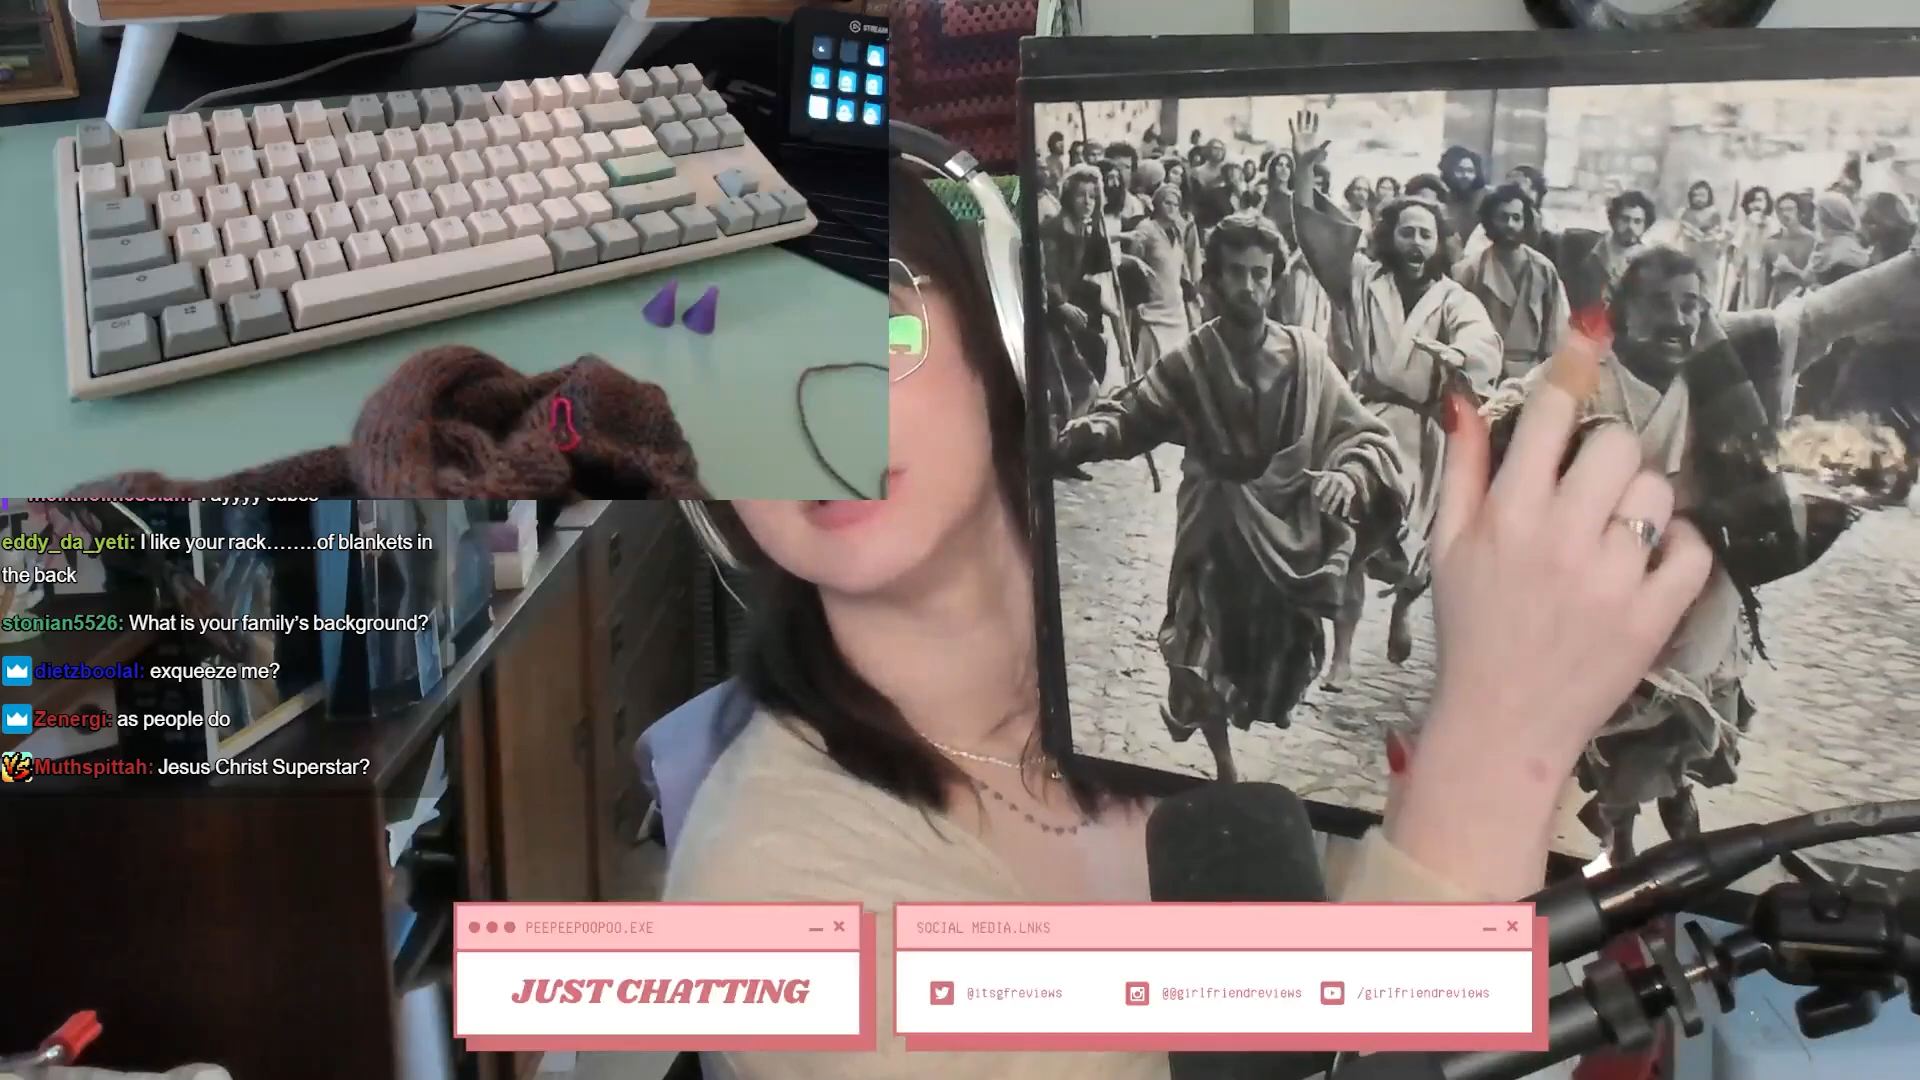 STREAM
eddy_da_yeti: I like your rack........of blankets in
the back
stonian5526: What is your family's background?
dietzboolal: exqueeze me?
Zenergi: as people do
Muthspittah: Jesus Christ Superstar?
PEEPEEPOOPOO.EXE
JUST CHATTING
SOCIAL MEDIA.LNKS
@itsgfreviews
@@girlfriendreviews
/girlfriendreviews